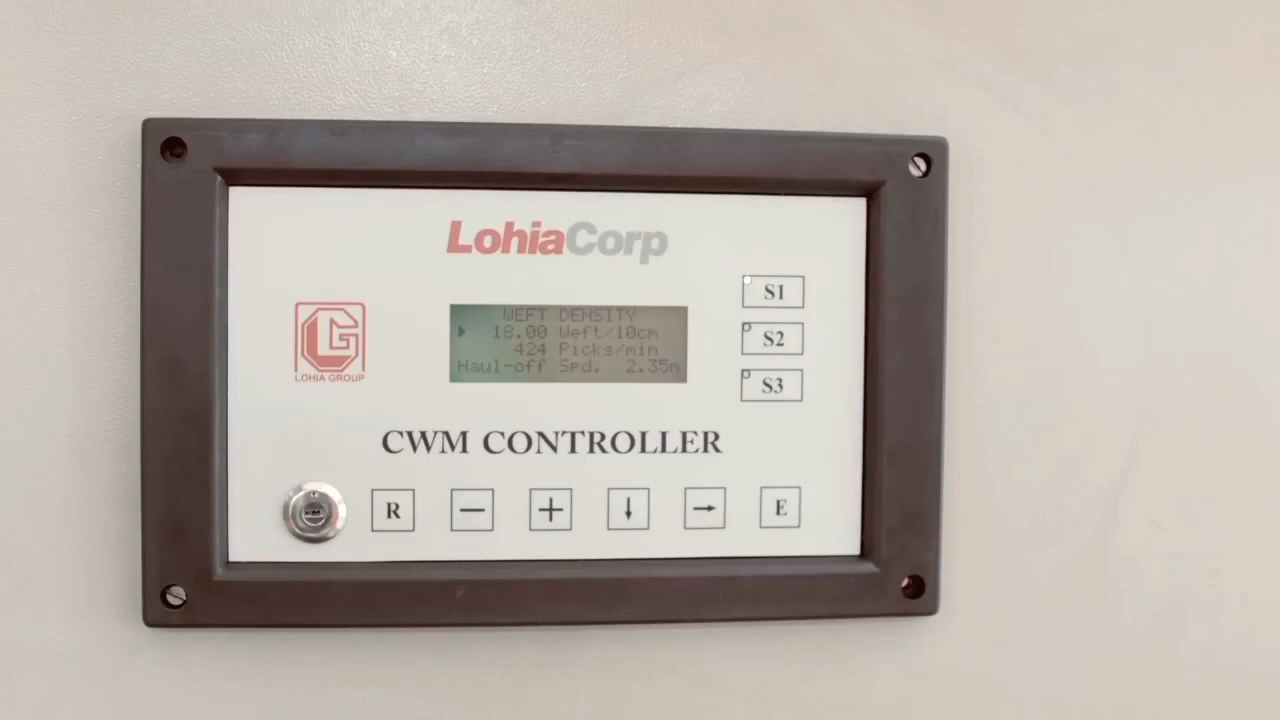 LohiaCorp
S1
WEFT DENSITY
18.00 Weft/10cm
424 Picks/min
Haul-off Spd. 2.35m
S2
S3
G
LOHIA GROUP
CWM CONTROLLER
R
E